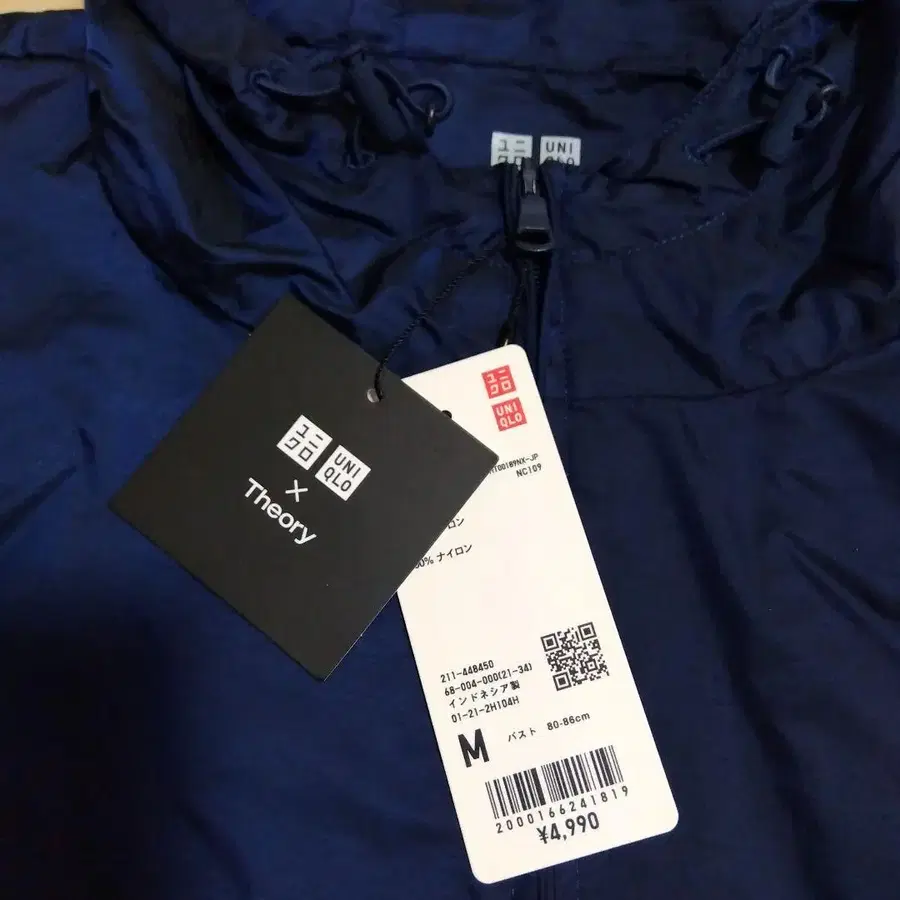 ユニ
クロ
UNI
QLO
ユニ
クロ
UNI
QLO
×
Theory
ユニ
クロ
UNI
QLO
NC109
ロン
ナイロン
211-448450
68-004-000(21-34)
インドネシア製
01-21-2H104H
M バスト 80-86cm
2000166241819
¥4,990